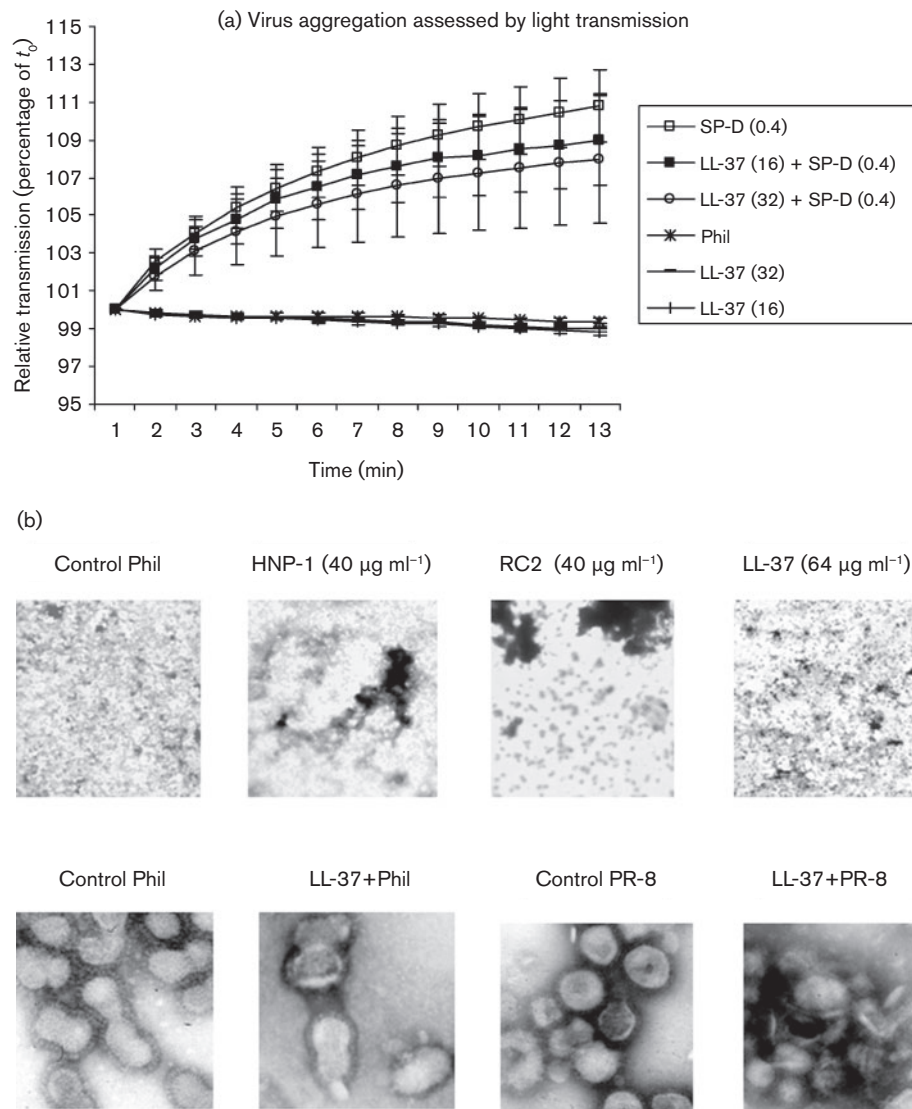 (a) Virus aggregation assessed by light transmission
Relative transmission (percentage of t0)
115
113
111
109
107
105
103
101
99
97
95
1 2 3 4 5 6 7 8 9 10 11 12 13
Time (min)
SP-D (0.4)
LL-37 (16) + SP-D (0.4)
LL-37 (32) + SP-D (0.4)
Phil
LL-37 (32)
LL-37 (16)
(b)
Control Phil HNP-1 (40 µg ml⁻¹) RC2 (40 µg ml⁻¹) LL-37 (64 µg ml⁻¹)
Control Phil LL-37+Phil Control PR-8 LL-37+PR-8